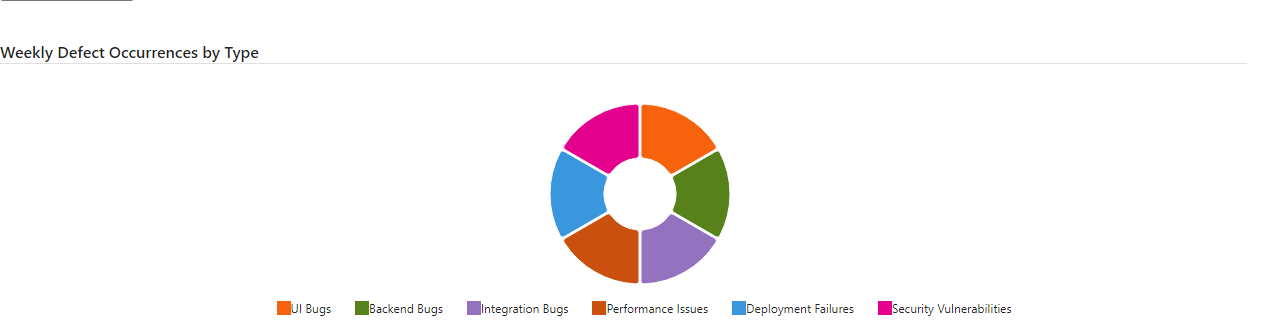 Weekly Defect Occurrences by Type
UI Bugs Backend Bugs Integration Bugs Performance Issues Deployment Failures Security Vulnerabilities